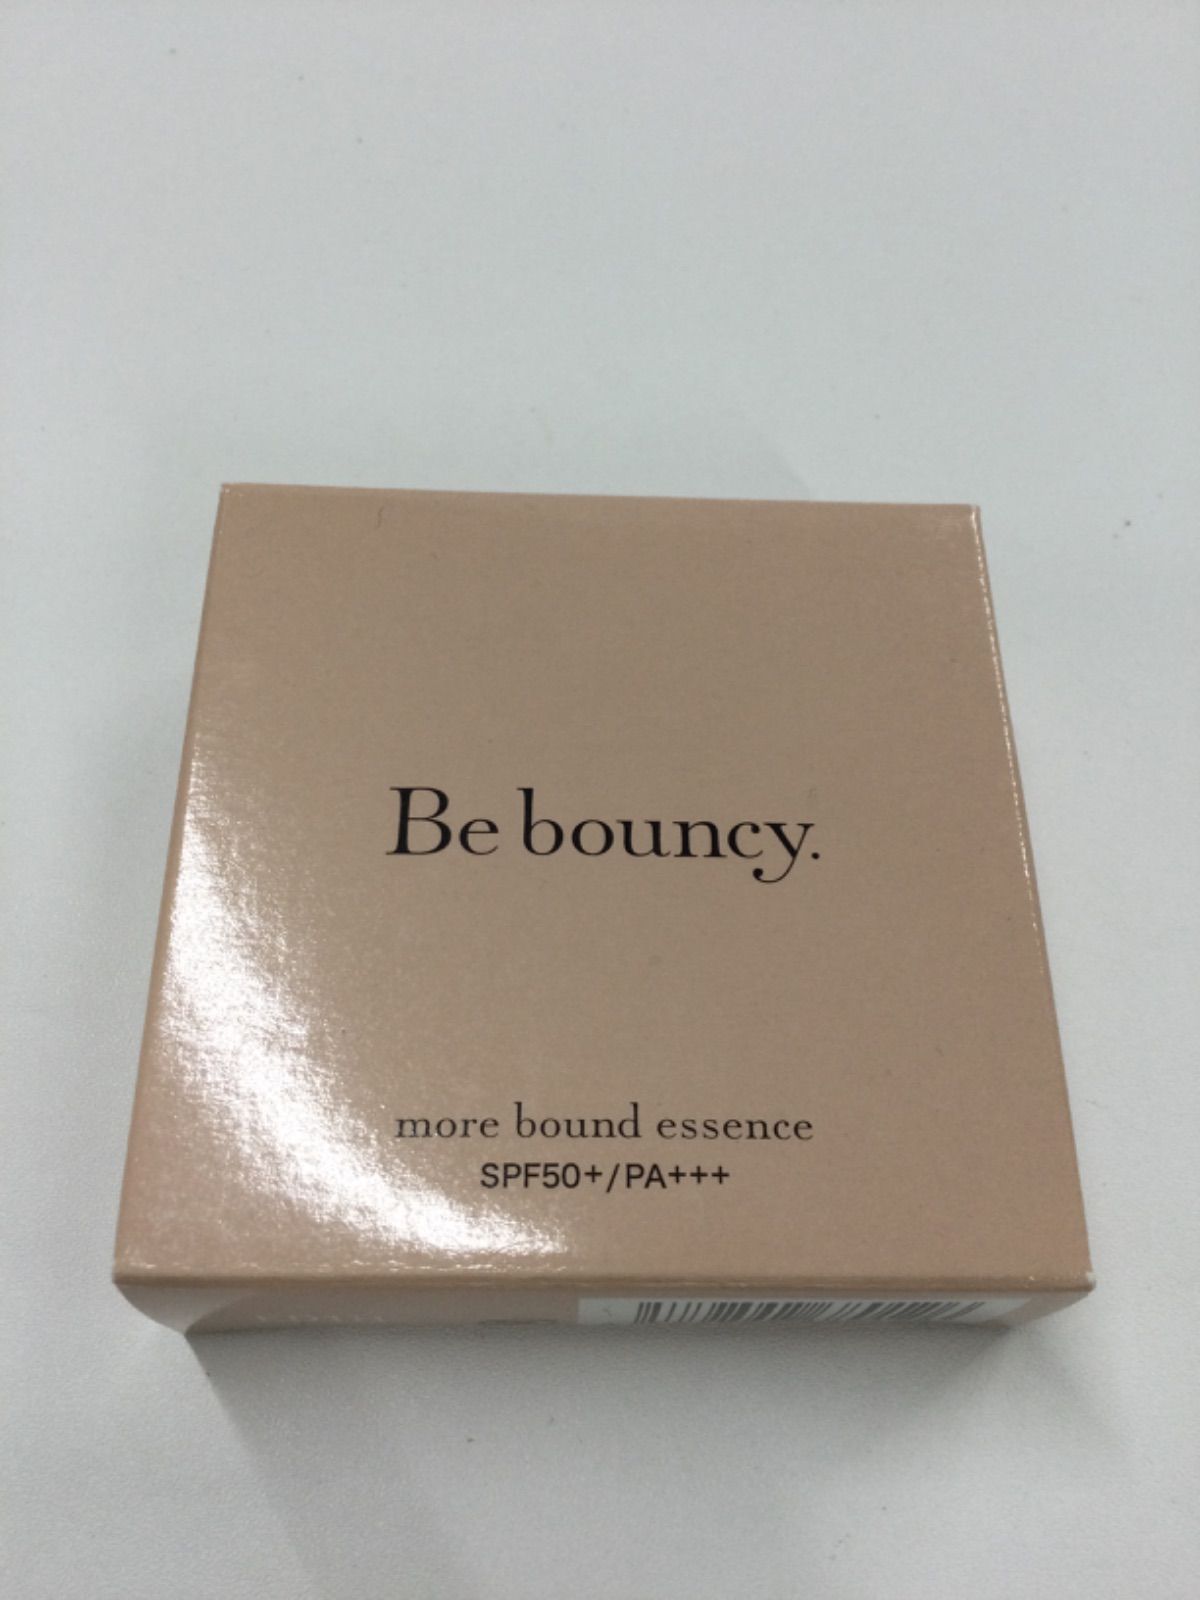 Be bouncy.
more bound essence
SPF50+/PA+++